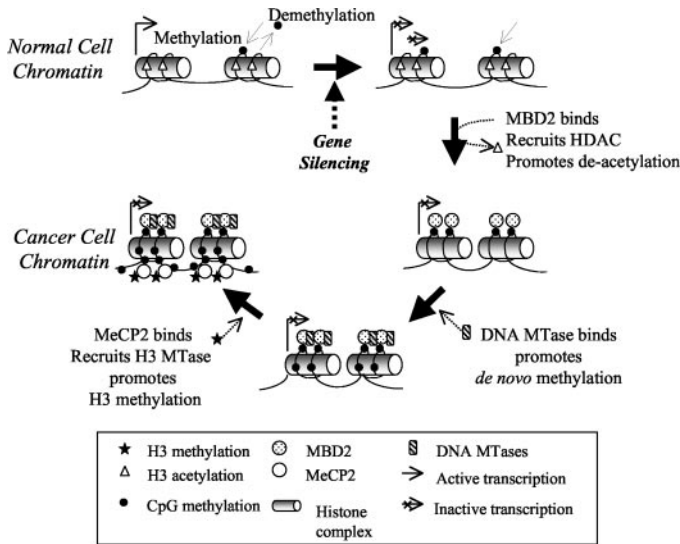 Demethylation
Normal Cell
Chromatin
Methylation
Gene
Silencing
MBD2 binds
Recruits HDAC
Promotes de-acetylation
Cancer Cell
Chromatin
MeCP2 binds
Recruits H3 MTase
promotes
H3 methylation
DNA MTase binds
promotes
de novo methylation
H3 methylation
MBD2
DNA MTases
H3 acetylation
MeCP2
Active transcription
CpG methylation
Histone
complex
Inactive transcription